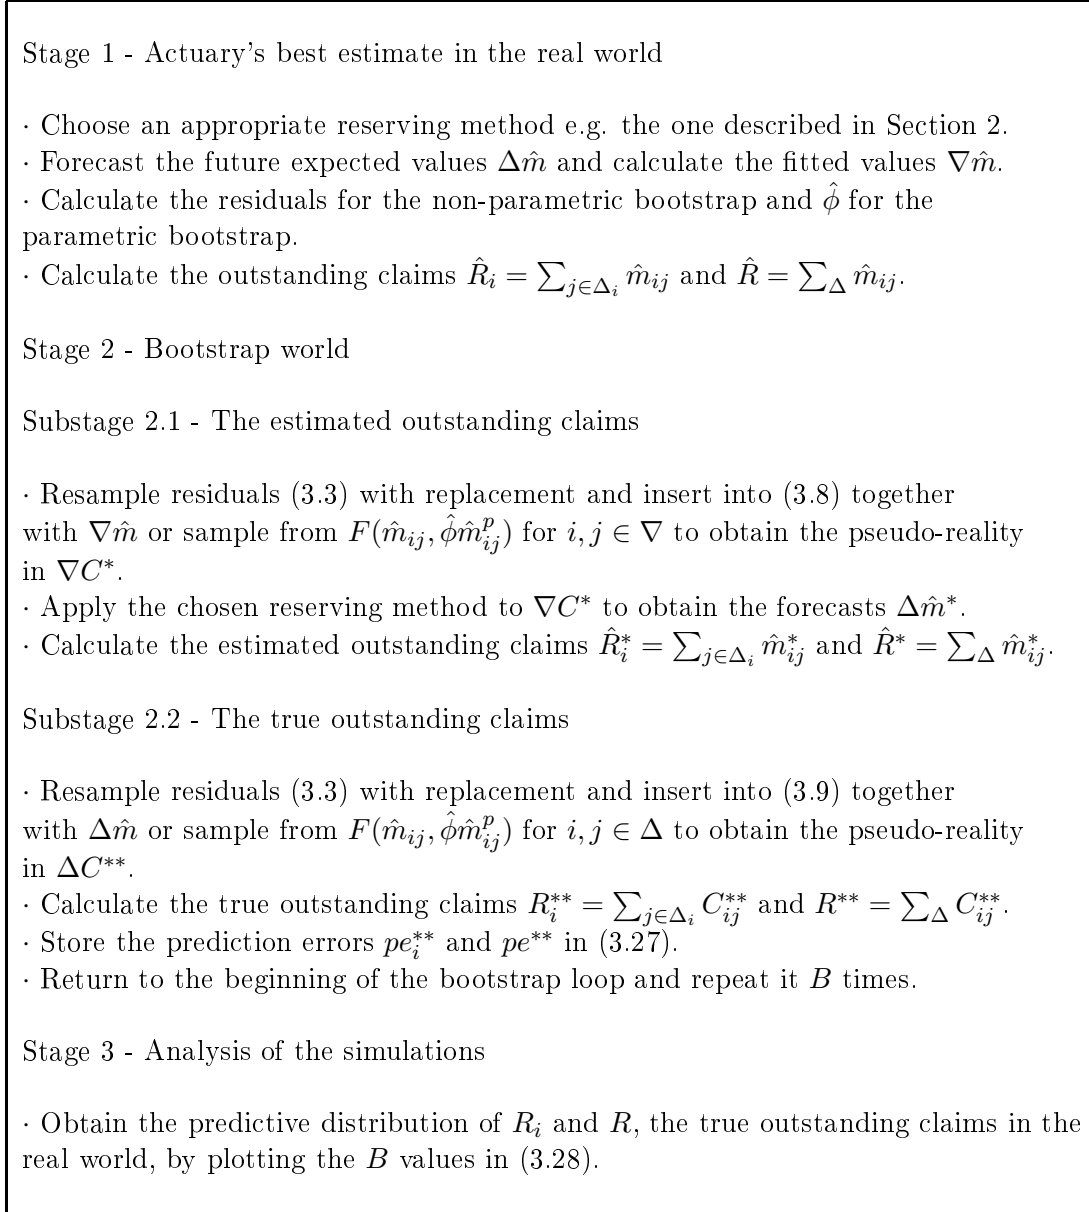 Stage 1 - Actuary's best estimate in the real world
· Choose an appropriate reserving method e.g. the one described in Section 2.
· Forecast the future expected values Δm̂ and calculate the fitted values ∇m̂.
· Calculate the residuals for the non-parametric bootstrap and φ̂ for the
parametric bootstrap.
· Calculate the outstanding claims R̂_i = ∑_{j∈Δ_i} m̂_{ij} and R̂ = ∑_Δ m̂_{ij}.
Stage 2 - Bootstrap world
Substage 2.1 - The estimated outstanding claims
· Resample residuals (3.3) with replacement and insert into (3.8) together
with ∇m̂ or sample from F(m̂_{ij}, φ̂m̂_{ij}^p) for i, j ∈ ∇ to obtain the pseudo-reality
in ∇C*.
· Apply the chosen reserving method to ∇C* to obtain the forecasts Δm̂*.
· Calculate the estimated outstanding claims R̂_i^* = ∑_{j∈Δ_i} m̂_{ij}^* and R̂* = ∑_Δ m̂_{ij}^*.
Substage 2.2 - The true outstanding claims
· Resample residuals (3.3) with replacement and insert into (3.9) together
with Δm̂ or sample from F(m̂_{ij}, φ̂m̂_{ij}^p) for i, j ∈ Δ to obtain the pseudo-reality
in ΔC**.
· Calculate the true outstanding claims R_i^{**} = ∑_{j∈Δ_i} C_{ij}^{**} and R** = ∑_Δ C_{ij}^{**}.
· Store the prediction errors pe_i^{**} and pe** in (3.27).
· Return to the beginning of the bootstrap loop and repeat it B times.
Stage 3 - Analysis of the simulations
· Obtain the predictive distribution of R_i and R, the true outstanding claims in the
real world, by plotting the B values in (3.28).